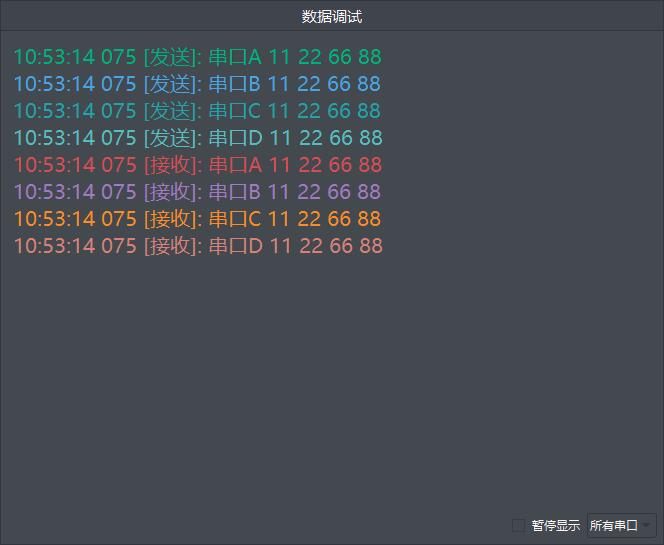 数据调试
10:53:14 075 [发送]: 串口A 11 22 66 88
10:53:14 075 [发送]: 串口B 11 22 66 88
10:53:14 075 [发送]: 串口C 11 22 66 88
10:53:14 075 [发送]: 串口D 11 22 66 88
10:53:14 075 [接收]: 串口A 11 22 66 88
10:53:14 075 [接收]: 串口B 11 22 66 88
10:53:14 075 [接收]: 串口C 11 22 66 88
10:53:14 075 [接收]: 串口D 11 22 66 88
暂停显示 所有串口